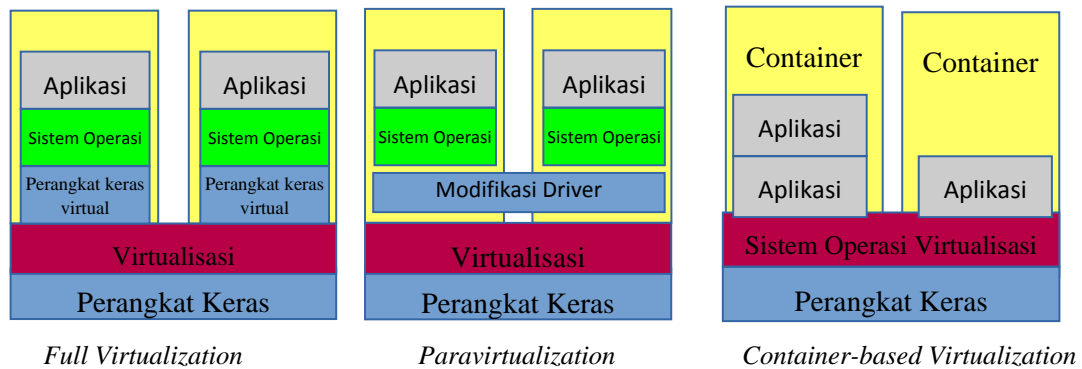 Aplikasi
Sistem Operasi
Perangkat keras
virtual
Aplikasi
Sistem Operasi
Perangkat keras
virtual
Virtualisasi
Perangkat Keras
Full Virtualization
Aplikasi
Sistem Operasi
Aplikasi
Sistem Operasi
Modifikasi Driver
Virtualisasi
Perangkat Keras
Paravirtualization
Container
Aplikasi
Aplikasi
Container
Aplikasi
Sistem Operasi Virtualisasi
Perangkat Keras
Container-based Virtualization